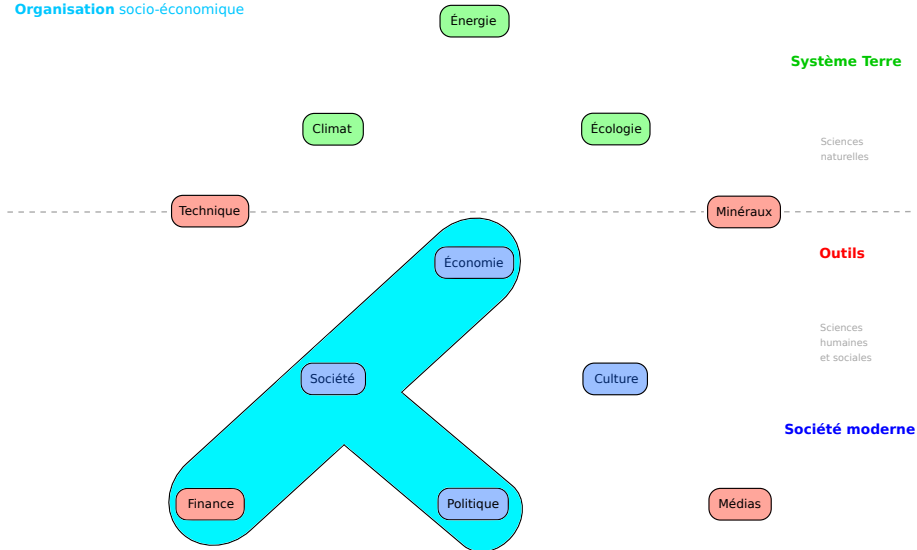 Organisation socio-économique
Énergie
Système Terre
Climat
Écologie
Sciences
naturelles
Technique
Minéraux
Économie
Outils
Sciences
humaines
et sociales
Société
Culture
Société moderne
Finance
Politique
Médias